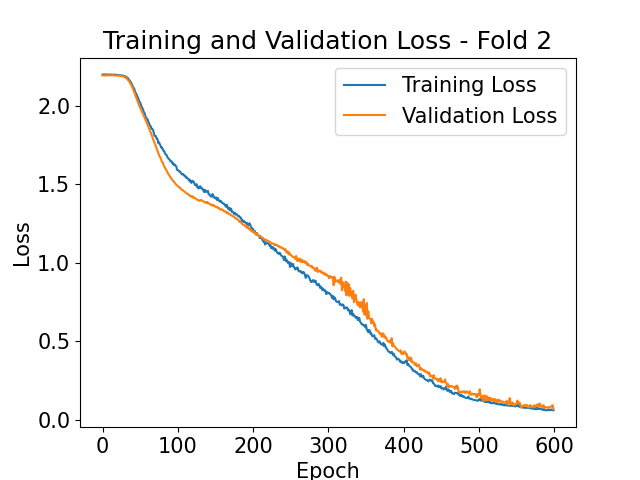 Training and Validation Loss - Fold 2
Training Loss
Validation Loss
Loss
2.0
1.5
1.0
0.5
0.0
0 100 200 300 400 500 600
Epoch